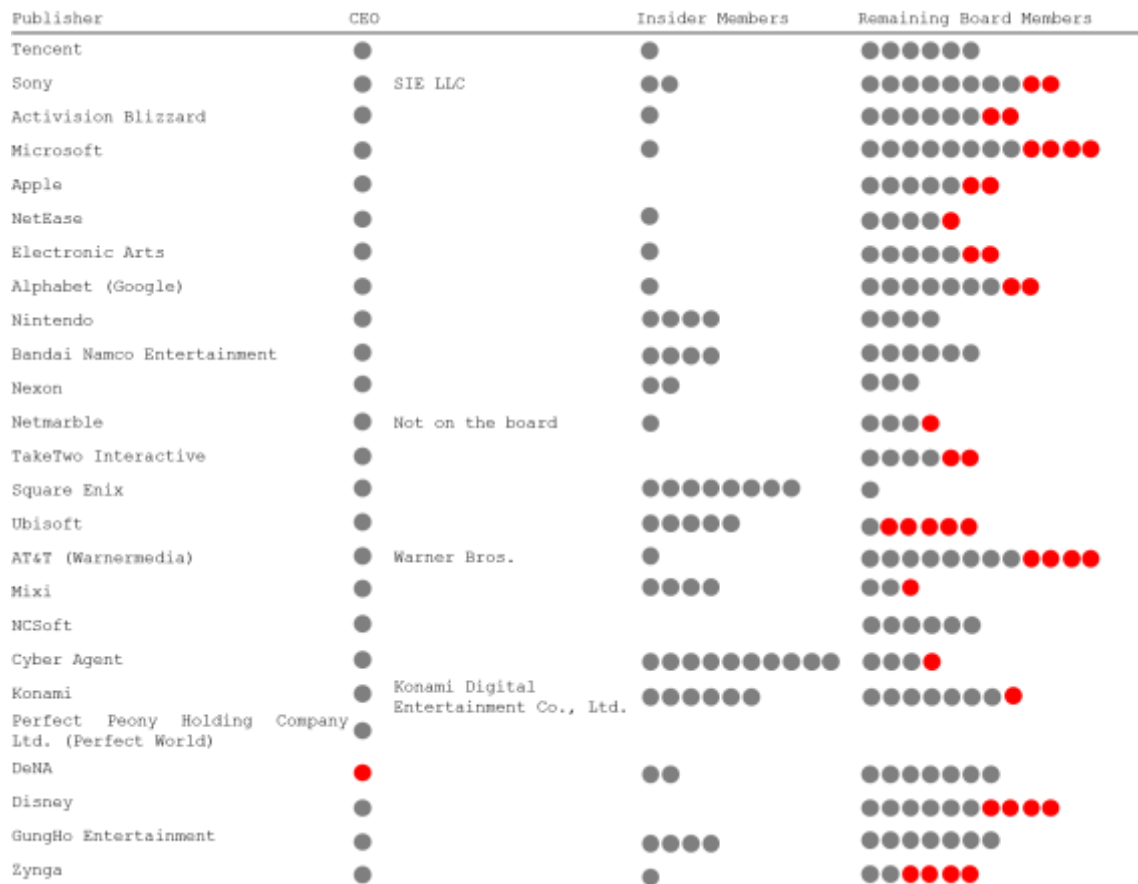 Publisher CEO Insider Members Remaining Board Members
Tencent
Sony SIE LLC
Activision Blizzard
Microsoft
Apple
NetEase
Electronic Arts
Alphabet (Google)
Nintendo
Bandai Namco Entertainment
Nexon
Netmarble Not on the board
TakeTwo Interactive
Square Enix
Ubisoft
AT&T (Warnermedia) Warner Bros.
Mixi
NCSoft
Cyber Agent
Konami Konami Digital
Entertainment Co., Ltd.
Perfect Peony Holding Company
Ltd. (Perfect World)
DeNA
Disney
GungHo Entertainment
Zynga